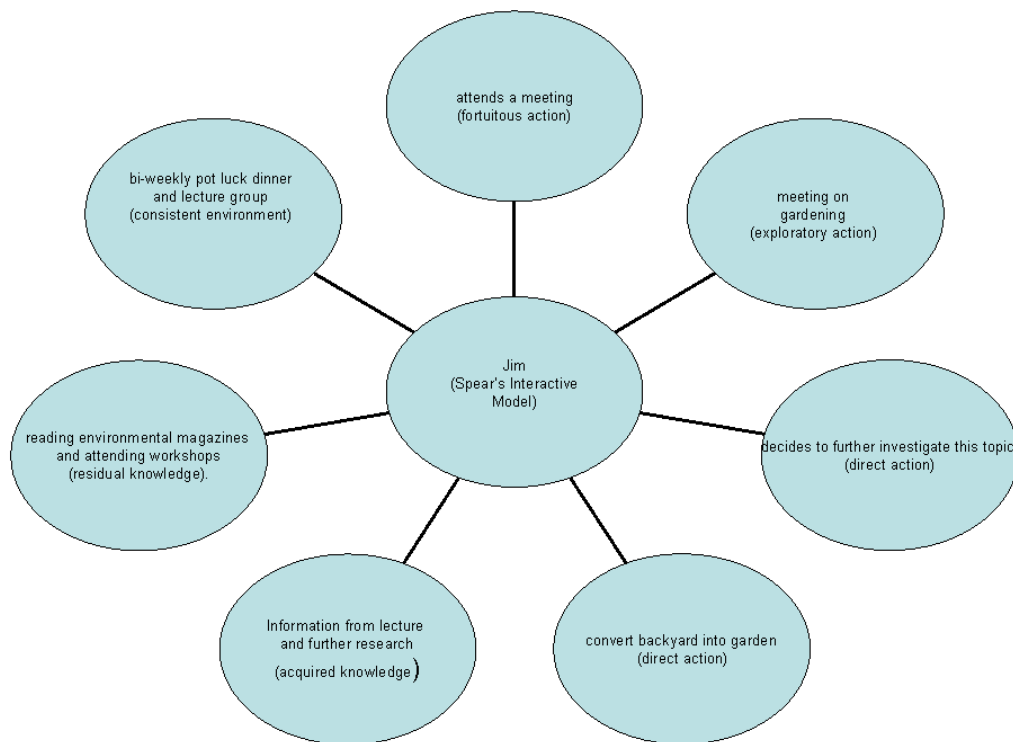 attends a meeting
(fortuitous action)
bi-weekly pot luck dinner
and lecture group
(consistent environment)
meeting on
gardening
(exploratory action)
Jim
(Spear's Interactive
Model)
reading environmental magazines
and attending workshops
(residual knowledge).
decides to further investigate this topic
(direct action)
Information from lecture
and further research
(acquired knowledge)
convert backyard into garden
(direct action)